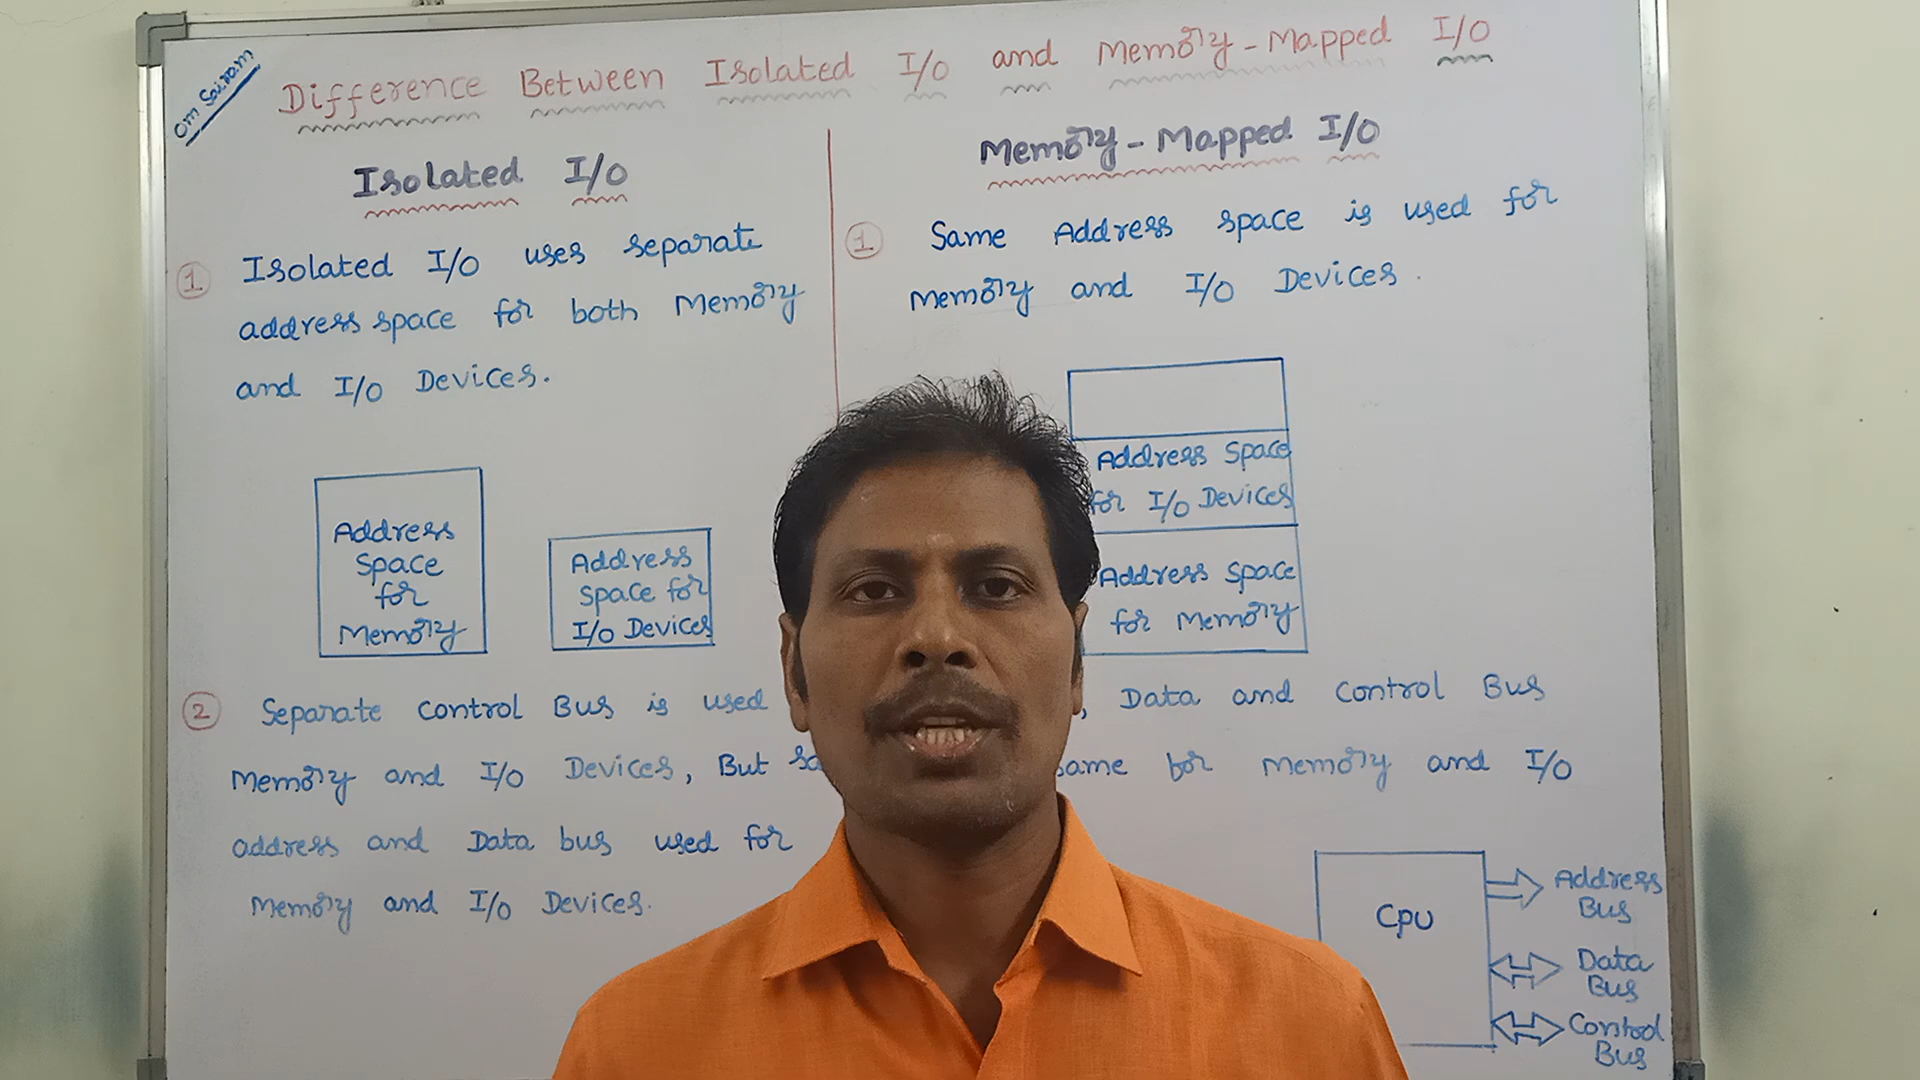 Om Sairam
Difference Between Isolated I/O and Memory-Mapped I/O
Isolated I/O
① Isolated I/O uses separate
address space for both Memory
and I/O Devices.
Address
Space
for
Memory
Address
Space for
I/O Devices
② Separate control Bus is used
Memory and I/O Devices, But
address and Data bus used for
Memory and I/O Devices.
Memory-Mapped I/O
① Same Address space is used for
Memory and I/O Devices.
Address Space
for I/O Devices
Address Space
for Memory
, Data and Control Bus
same for Memory and I/O
CPU
Address
Bus
Data
Bus
Control
Bus